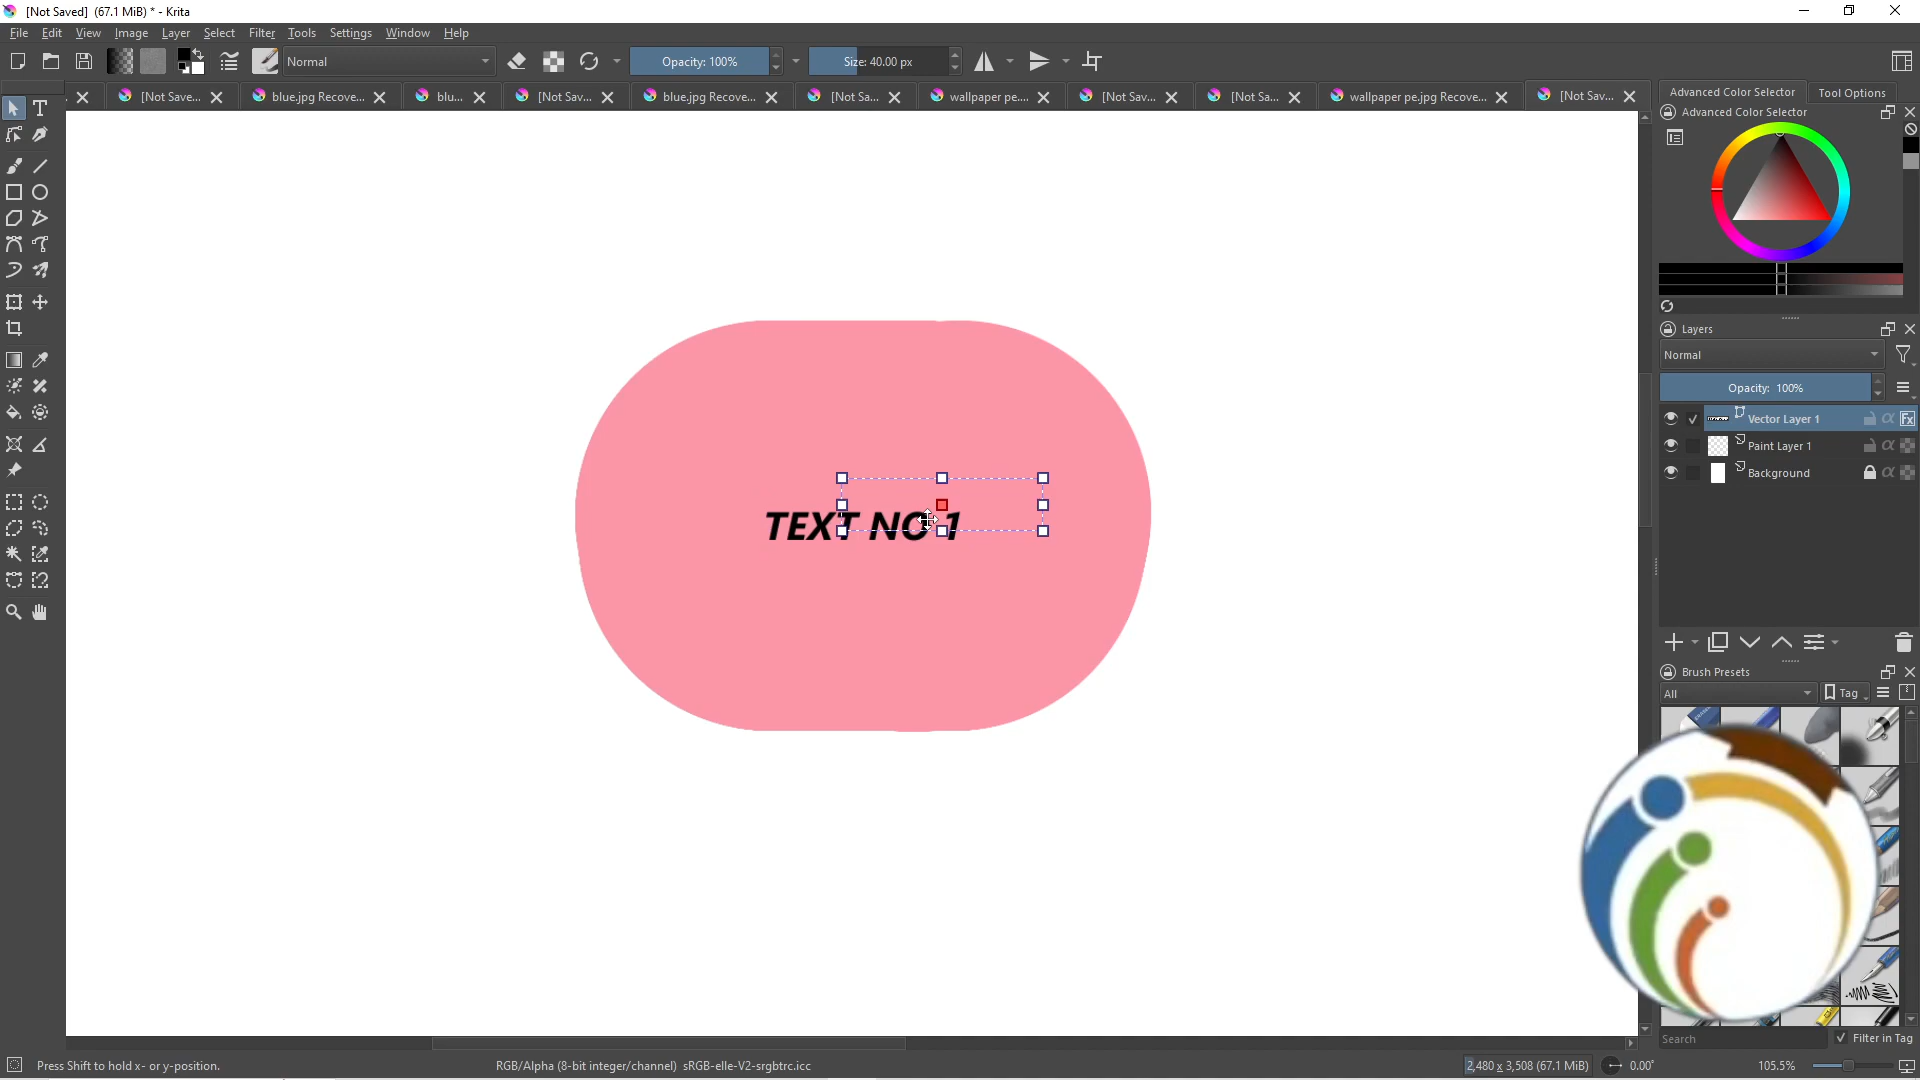 [Not Saved] (67.1 MiB) * - Krita
File Edit View Image Layer Select Filter Tools Settings Window Help
Normal Opacity: 100% Size: 40.00 px
[Not Save... blue.jpg Recove... blu... [Not Sav... blue.jpg Recove... [Not Sa... wallpaper pe.... [Not Sav... [Not Sa... wallpaper pe.jpg Recove... [Not Sav...
Advanced Color Selector Tool Options
Advanced Color Selector
Layers
Normal
Opacity: 100%
Vector Layer 1
Paint Layer 1
Background
TEXT NO 1
Brush Presets
All Tag
Search Filter in Tag
Press Shift to hold x- or y-position. RGB/Alpha (8-bit integer/channel) sRGB-elle-V2-srgbtrc.icc 2,480 x 3,508 (67.1 MiB) 0.00° 105.5%